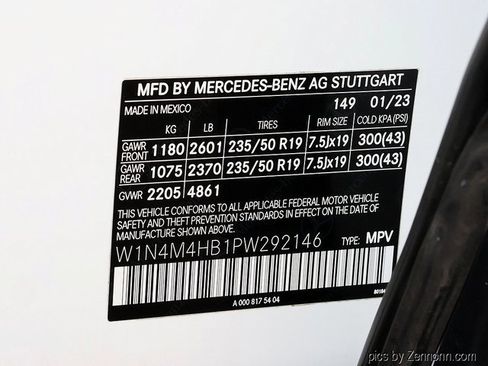 MFD BY MERCEDES-BENZ AG STUTTGART
MADE IN MEXICO 149 01/23
KG LB TIRES RIM SIZE COLD KPA (PSI)
GAWR FRONT 1180 2601 235/50 R19 7.5Jx19 300(43)
GAWR REAR 1075 2370 235/50 R19 7.5Jx19 300(43)
GVWR 2205 4861
THIS VEHICLE CONFORMS TO ALL APPLICABLE FEDERAL MOTOR VEHICLE
SAFETY AND THEFT PREVENTION STANDARDS IN EFFECT ON THE DATE OF
MANUFACTURE SHOWN ABOVE.
W1N4M4HB1PW292146 TYPE: MPV
A 000 817 54 04
pics by Zennonn.com